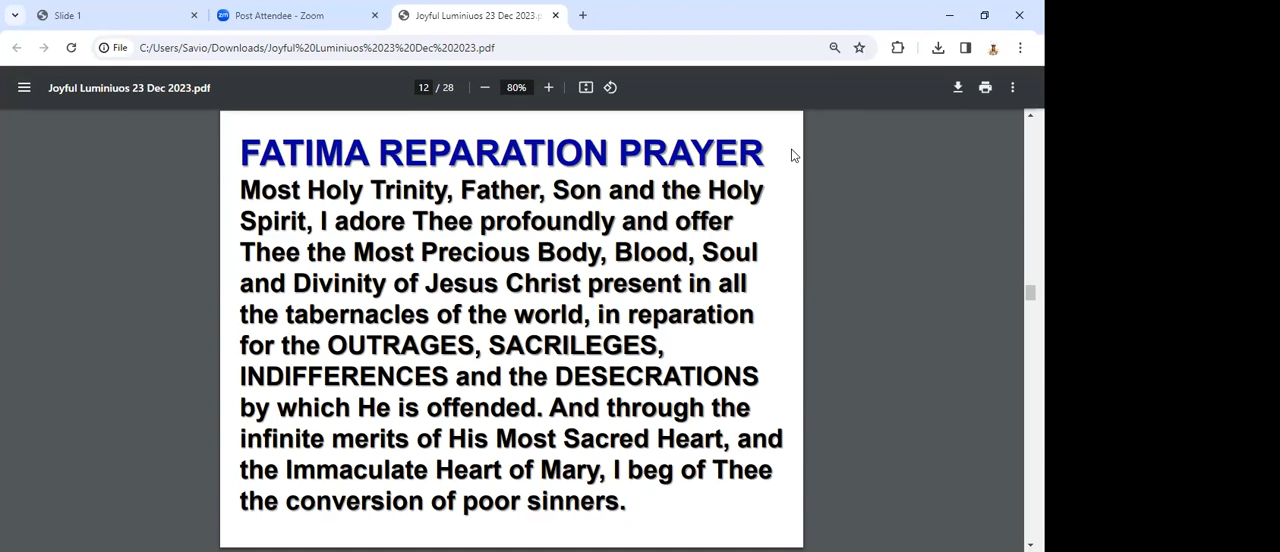 Slide 1
Post Attendee - Zoom
Joyful Luminiuos 23 Dec 2023.p
File
C:/Users/Savio/Downloads/Joyful%20Luminiuos%2023%20Dec%202023.pdf
Joyful Luminiuos 23 Dec 2023.pdf
12 / 28
80%
FATIMA REPARATION PRAYER
Most Holy Trinity, Father, Son and the Holy
Spirit, I adore Thee profoundly and offer
Thee the Most Precious Body, Blood, Soul
and Divinity of Jesus Christ present in all
the tabernacles of the world, in reparation
for the OUTRAGES, SACRILEGES,
INDIFFERENCES and the DESECRATIONS
by which He is offended. And through the
infinite merits of His Most Sacred Heart, and
the Immaculate Heart of Mary, I beg of Thee
the conversion of poor sinners.